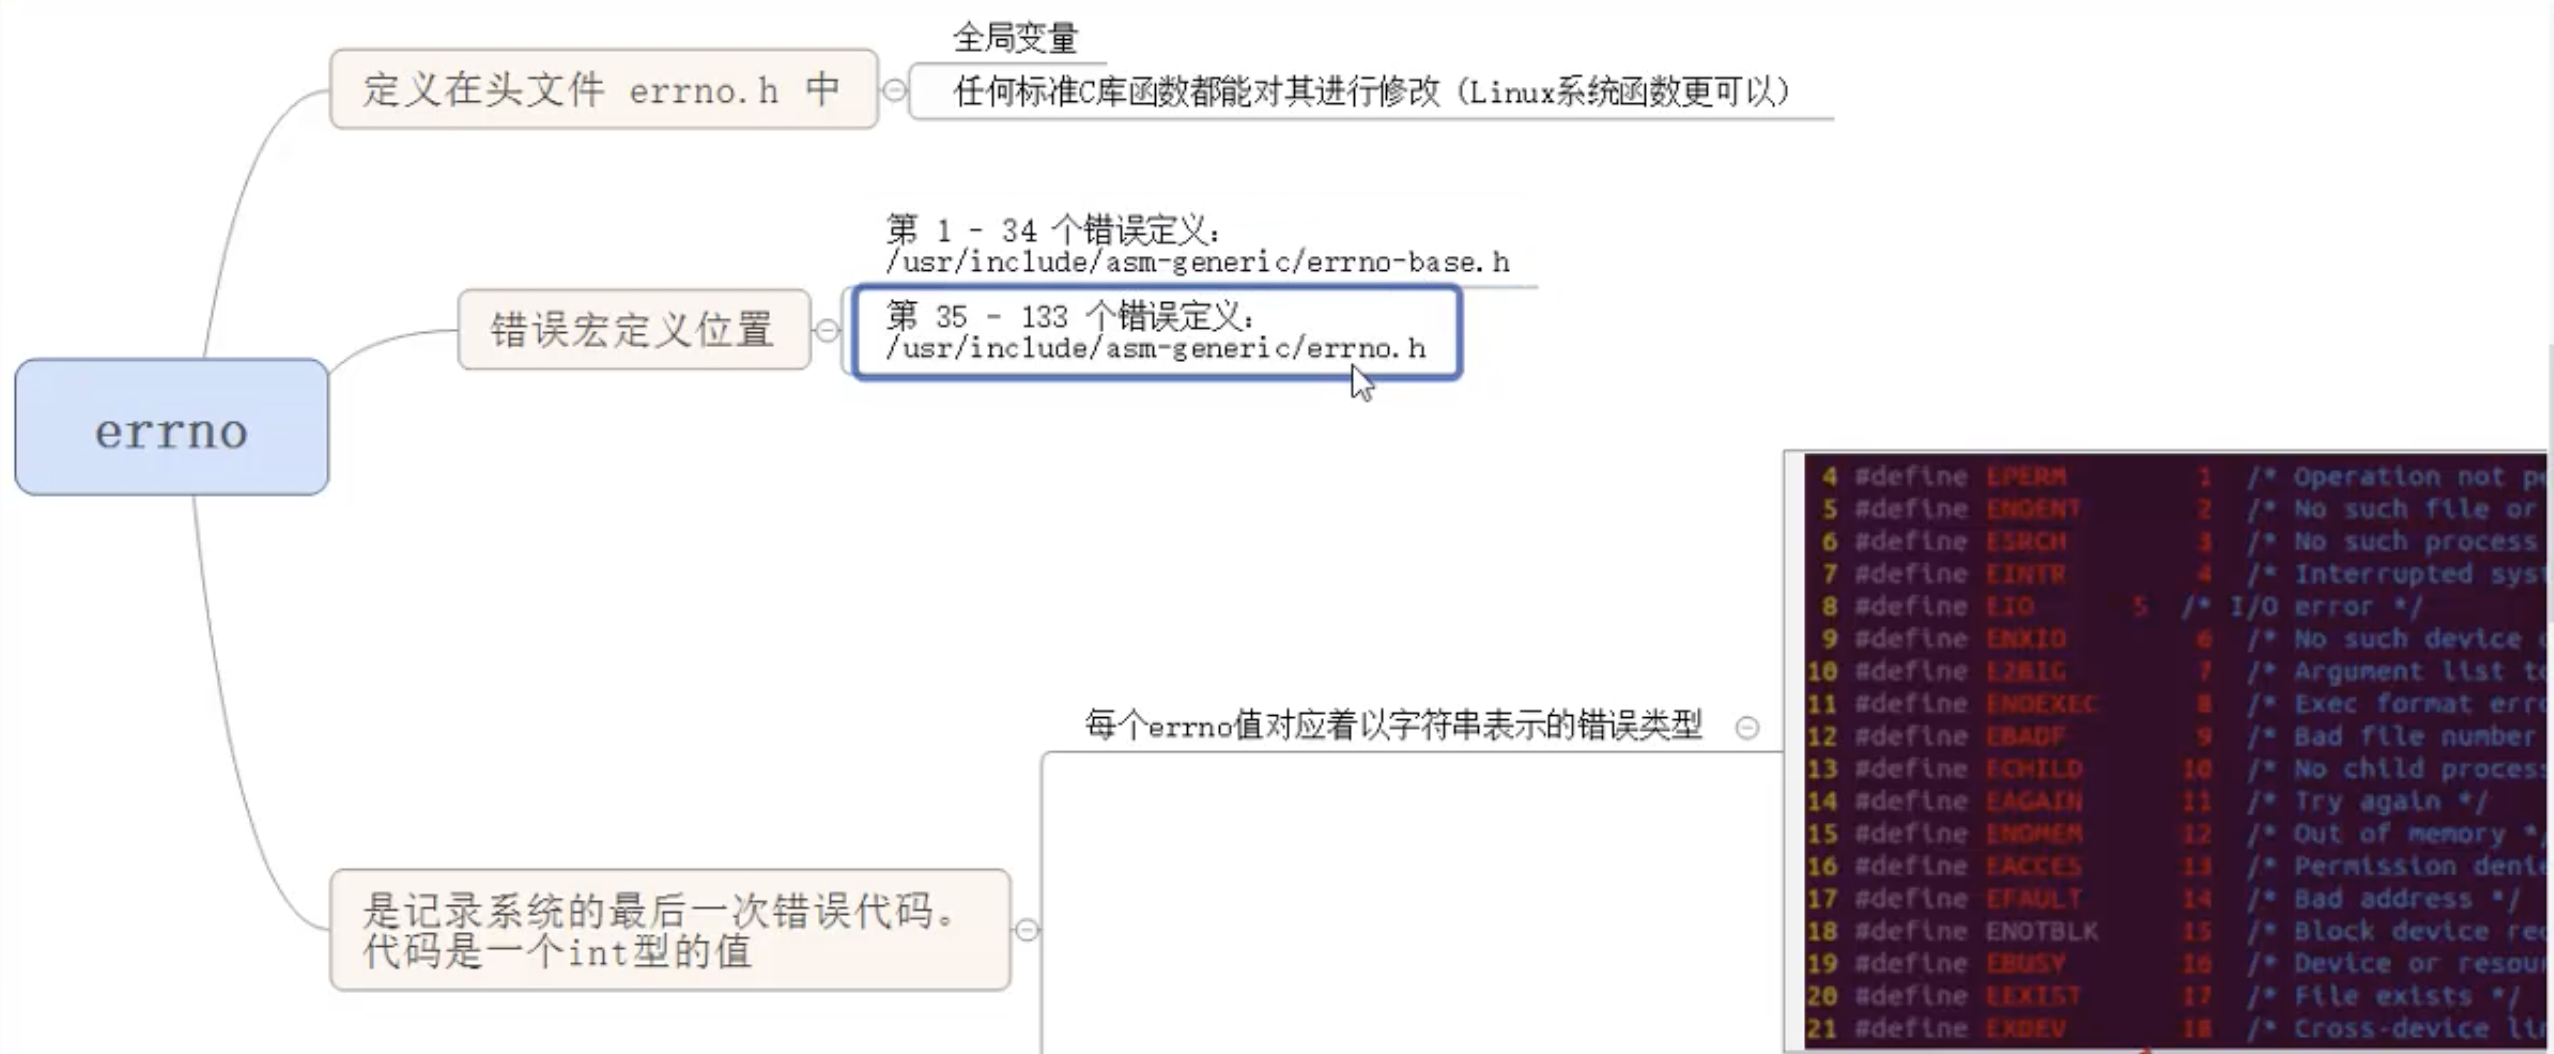 全局变量
定义在头文件 errno.h 中
任何标准C库函数都能对其进行修改（Linux系统函数更可以）
第 1 - 34 个错误定义：
/usr/include/asm-generic/errno-base.h
错误宏定义位置
第 35 - 133 个错误定义：
/usr/include/asm-generic/errno.h
errno
每个errno值对应着以字符串表示的错误类型
是记录系统的最后一次错误代码。
代码是一个int型的值
4 #define EPERM 1 /* Operation not
5 #define ENOENT 2 /* No such file or
6 #define ESRCH 3 /* No such process
7 #define EINTR 4 /* Interrupted
8 #define EIO 5 /* I/O error */
9 #define ENXIO 6 /* No such device
10 #define E2BIG 7 /* Argument list
11 #define ENOEXEC 8 /* Exec format
12 #define EBADF 9 /* Bad file number
13 #define ECHILD 10 /* No child
14 #define EAGAIN 11 /* Try again */
15 #define ENOMEM 12 /* Out of memory *
16 #define EACCES 13 /* Permission
17 #define EFAULT 14 /* Bad address */
18 #define ENOTBLK 15 /* Block device
19 #define EBUSY 16 /* Device or
20 #define EEXIST 17 /* File exists */
21 #define EXDEV 18 /* Cross-device